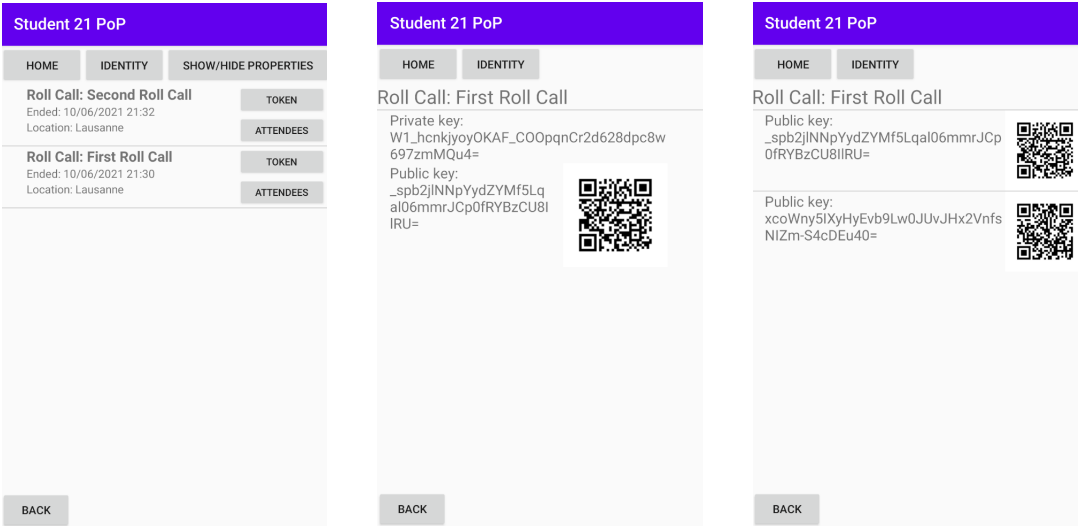 Student 21 PoP
HOME
IDENTITY
SHOW/HIDE PROPERTIES
Roll Call: Second Roll Call
Ended: 10/06/2021 21:32
Location: Lausanne
TOKEN
ATTENDEES
Roll Call: First Roll Call
Ended: 10/06/2021 21:30
Location: Lausanne
TOKEN
ATTENDEES
BACK
Student 21 PoP
HOME
IDENTITY
Roll Call: First Roll Call
Private key:
W1_hcnkjyoyOKAF_COOpqnCr2d628dpc8w
697zmMQu4=
Public key:
_spb2jlNNpYydZYMf5Lq
al06mmrJCp0fRYBzCU8I
lRU=
BACK
Student 21 PoP
HOME
IDENTITY
Roll Call: First Roll Call
Public key:
_spb2jlNNpYydZYMf5Lqal06mmrJCp
0fRYBzCU8IlRU=
Public key:
xcoWny5IXyHyEvb9Lw0JUvJHx2Vnfs
NIZm-S4cDEu40=
BACK